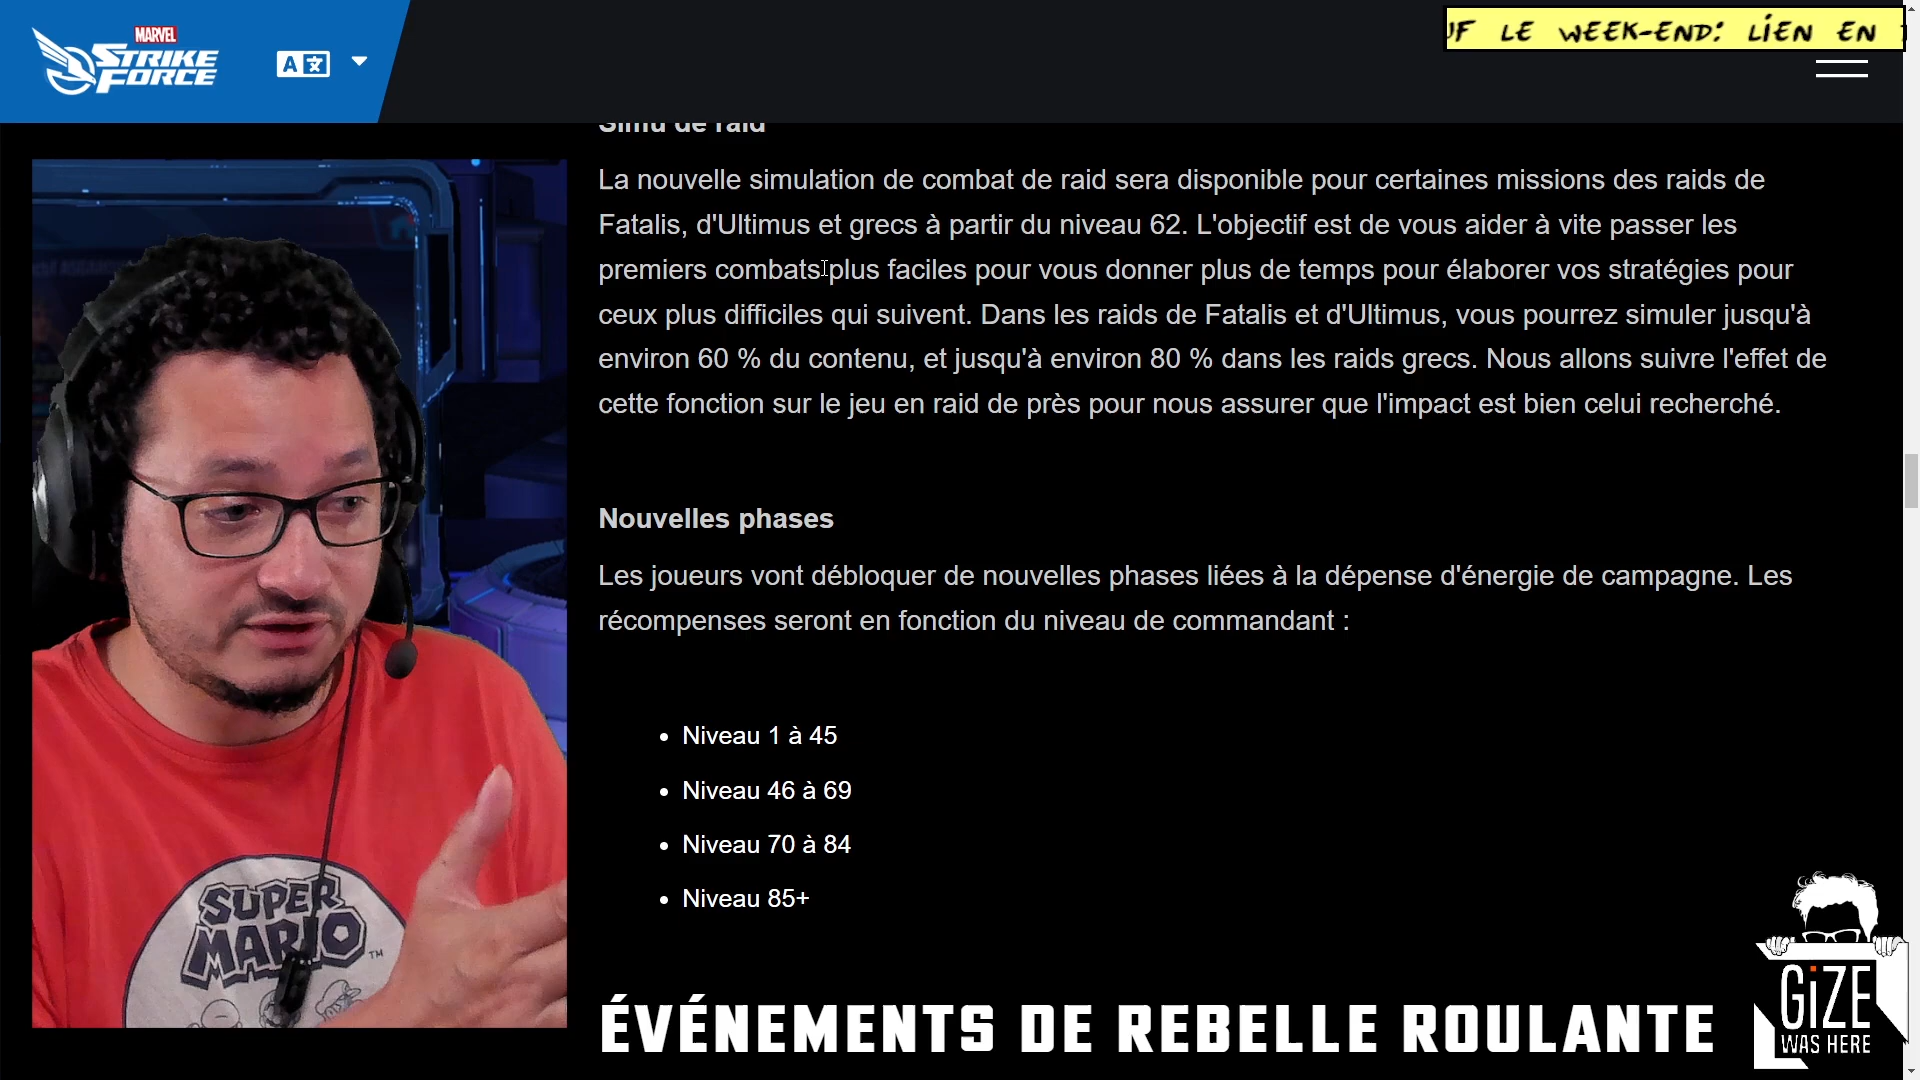 MARVEL
STRIKE
FORCE
A文
LE WEEK-END: LIEN EN
Simu de raid
La nouvelle simulation de combat de raid sera disponible pour certaines missions des raids de
Fatalis, d'Ultimus et grecs à partir du niveau 62. L'objectif est de vous aider à vite passer les
premiers combats plus faciles pour vous donner plus de temps pour élaborer vos stratégies pour
ceux plus difficiles qui suivent. Dans les raids de Fatalis et d'Ultimus, vous pourrez simuler jusqu'à
environ 60 % du contenu, et jusqu'à environ 80 % dans les raids grecs. Nous allons suivre l'effet de
cette fonction sur le jeu en raid de près pour nous assurer que l'impact est bien celui recherché.
Nouvelles phases
Les joueurs vont débloquer de nouvelles phases liées à la dépense d'énergie de campagne. Les
récompenses seront en fonction du niveau de commandant :
• Niveau 1 à 45
• Niveau 46 à 69
• Niveau 70 à 84
• Niveau 85+
SUPER
MARIO
TM
ÉVÉNEMENTS DE REBELLE ROULANTE
GiZE
WAS HERE